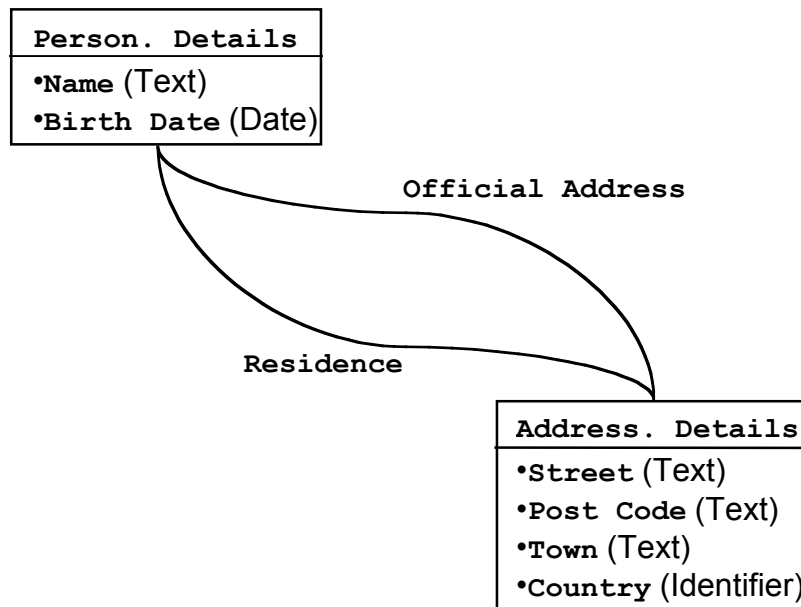 Person. Details
•Name (Text)
•Birth Date (Date)
Official Address
Residence
Address. Details
•Street (Text)
•Post Code (Text)
•Town (Text)
•Country (Identifier)